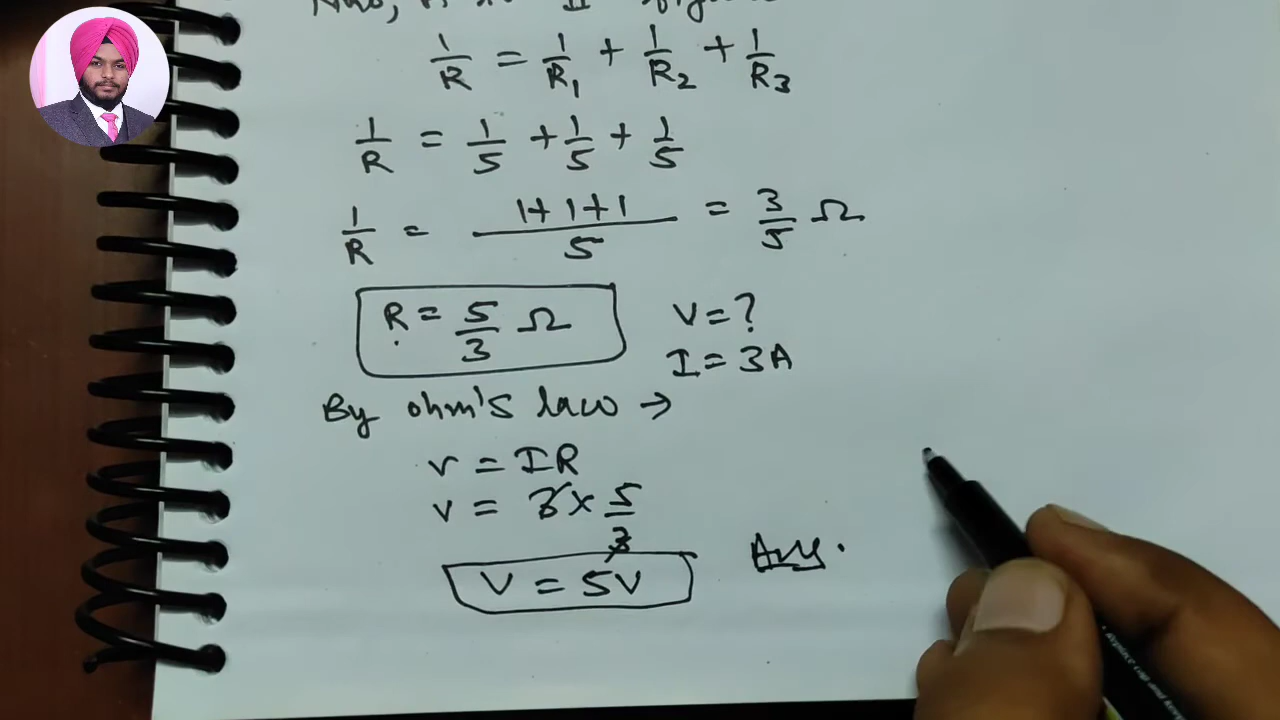 1/R = 1/R1 + 1/R2 + 1/R3
1/R = 1/5 + 1/5 + 1/5
1/R = 1+1+1/5 = 3/5 Ω
R = 5/3 Ω
V = ?
I = 3A
By ohm's law →
V = IR
V = 3 × 5/3
V = 5V
Ans.